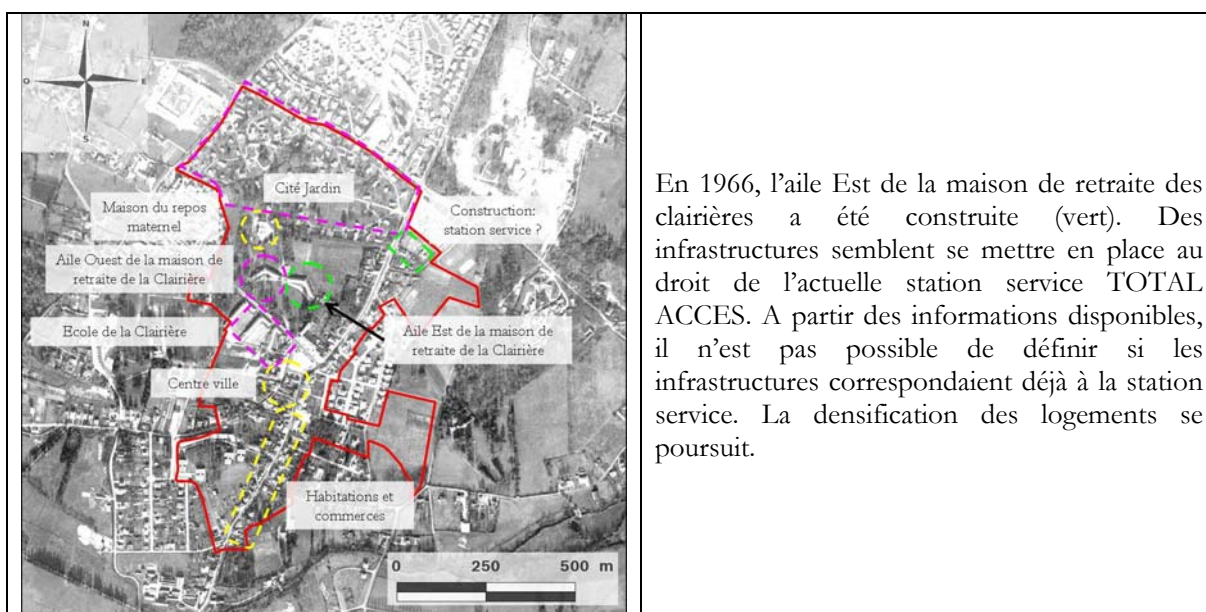 N
O
E
S
Cité Jardin
Maison du repos
maternel
Construction:
station service ?
Aile Ouest de la maison de
retraite de la Clairière
Ecole de la Clairière
Aile Est de la maison de
retraite de la Clairière
Centre ville
Habitations et
commerces
0 250 500 m
En 1966, l’aile Est de la maison de retraite des
clairières a été construite (vert). Des
infrastructures semblent se mettre en place au
droit de l’actuelle station service TOTAL
ACCES. A partir des informations disponibles,
il n’est pas possible de définir si les
infrastructures correspondaient déjà à la station
service. La densification des logements se
poursuit.